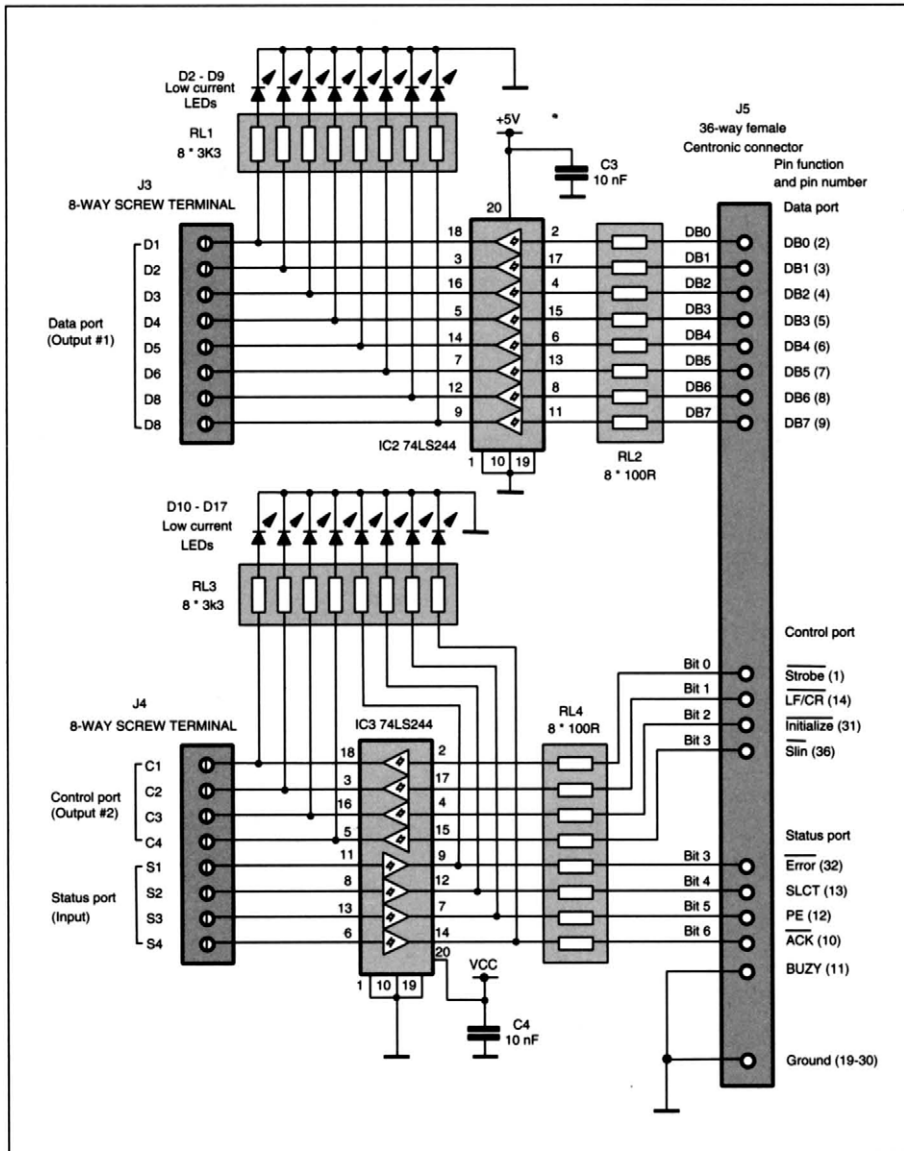 D2 - D9
Low current
LEDs
RL1
8 * 3K3
+5V
C3
10 nF
J5
36-way female
Centronic connector
Pin function
and pin number
Data port
J3
8-WAY SCREW TERMINAL
20
D1
18
2
DB0
DB0 (2)
D2
3
17
DB1
DB1 (3)
D3
16
4
DB2
DB2 (4)
D4
5
15
DB3
DB3 (5)
Data port
(Output #1)
D5
14
6
DB4
DB4 (6)
D6
7
13
DB5
DB5 (7)
D8
12
8
DB6
DB6 (8)
D8
9
11
DB7
DB7 (9)
IC2 74LS244
1
10
19
RL2
8 * 100R
D10 - D17
Low current
LEDs
RL3
8 * 3k3
Control port
J4
8-WAY SCREW TERMINAL
IC3 74LS244
RL4
8 * 100R
Bit 0
Strobe (1)
Bit 1
LF/CR (14)
Bit 2
Initialize (31)
Bit 3
Slin (36)
C1
18
2
C2
3
17
C3
16
4
C4
5
15
Control port
(Output #2)
Status port
S1
11
9
Bit 3
Error (32)
S2
8
12
Bit 4
SLCT (13)
S3
13
7
Bit 5
PE (12)
S4
6
14
Bit 6
ACK (10)
Status port
(Input)
20
BUZY (11)
1
10
19
VCC
C4
10 nF
Ground (19-30)